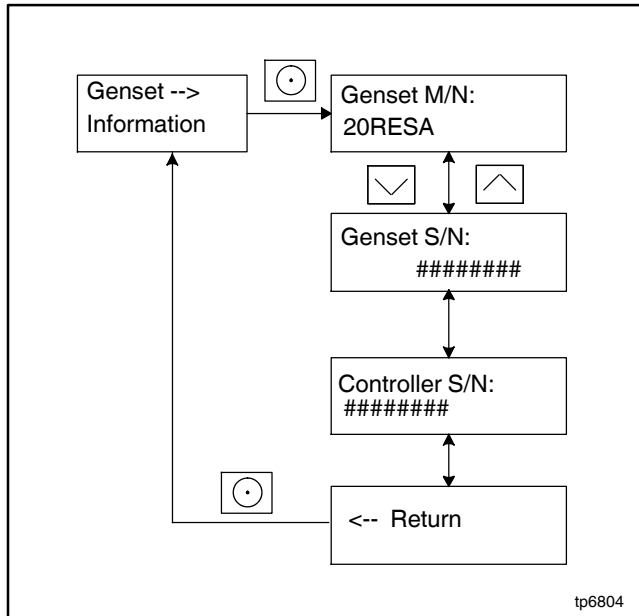 Genset -->
Information
Genset M/N:
20RESA
Genset S/N:
########
Controller S/N:
########
<-- Return
tp6804